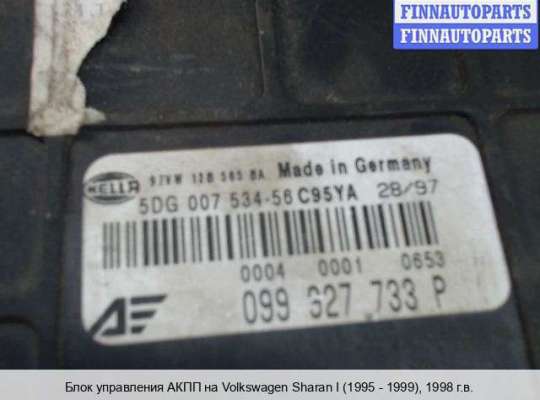 FINNAUTOPARTS
FINNAUTOPARTS
HELLA
Made in Germany
5DG 007 534-56 C95YA 28/97
0004 0001 0653
099 927 733 P
Блок управления АКПП на Volkswagen Sharan I (1995 - 1999), 1998 г.в.